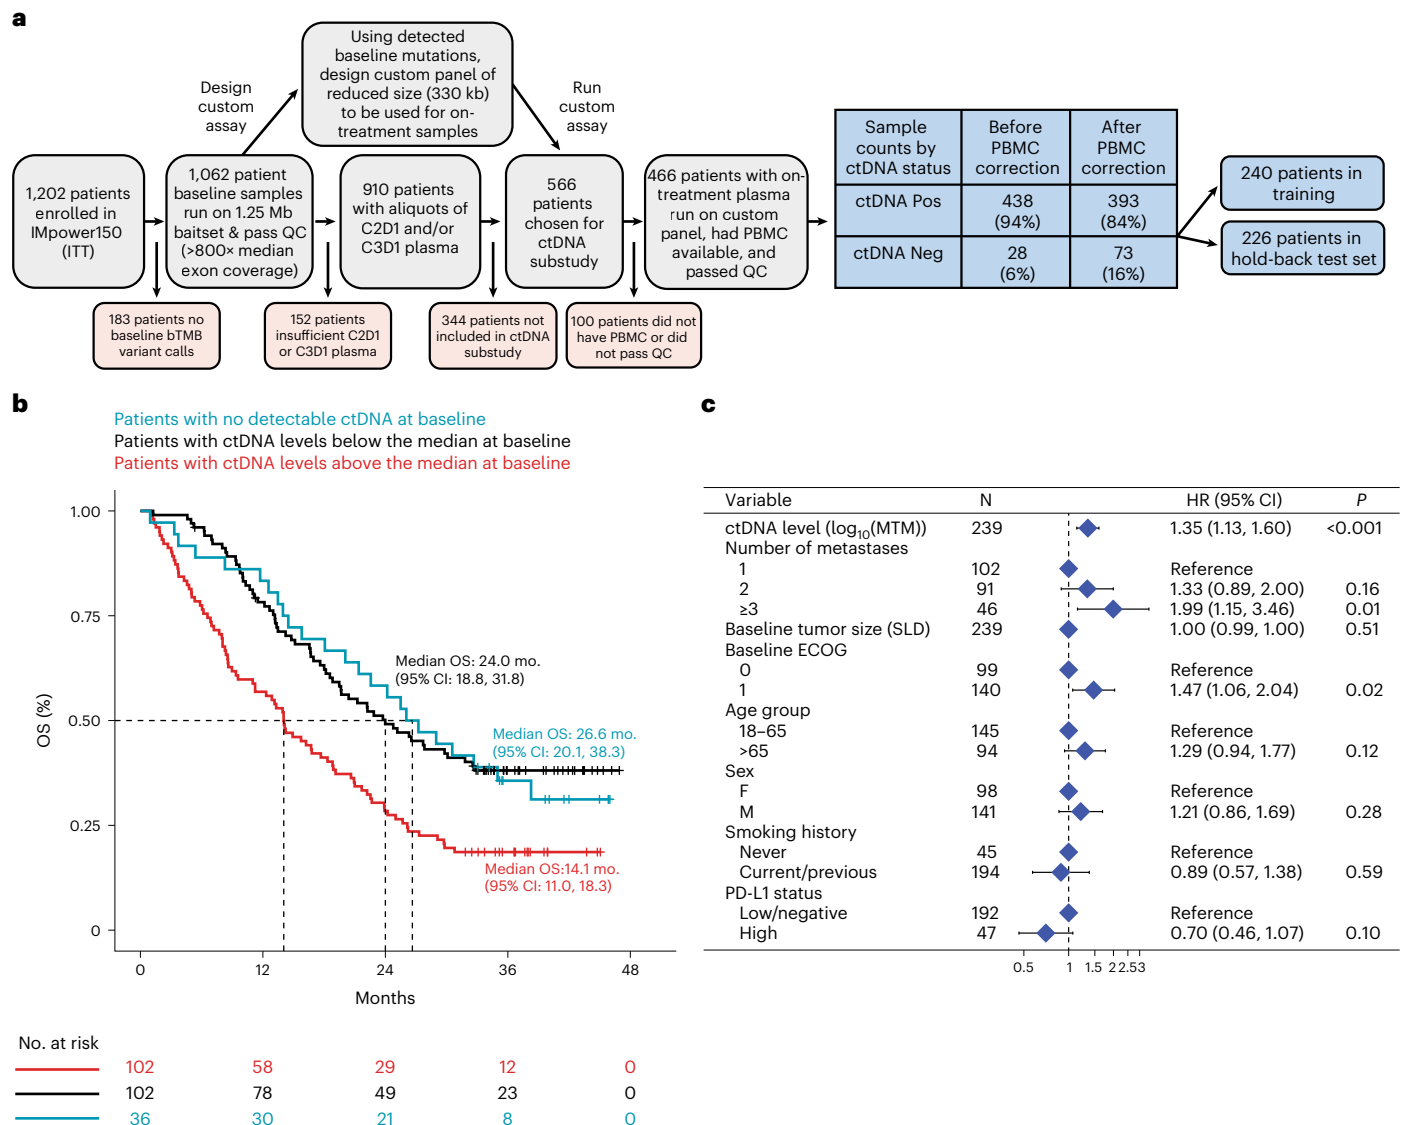 a
Using detected
baseline mutations,
design custom panel of
reduced size (330 kb)
to be used for on-
treatment samples
Design
custom
assay
Run
custom
assay
1,202 patients
enrolled in
IMpower150
(ITT)
1,062 patient
baseline samples
run on 1.25 Mb
baitset & pass QC
(>800× median
exon coverage)
910 patients
with aliquots of
C2D1 and/or
C3D1 plasma
566
patients
chosen for
ctDNA
substudy
466 patients with on-
treatment plasma
run on custom
panel, had PBMC
available, and
passed QC
Sample
counts by
ctDNA status
Before
PBMC
correction
After
PBMC
correction
ctDNA Pos
438
(94%)
393
(84%)
ctDNA Neg
28
(6%)
73
(16%)
240 patients in
training
226 patients in
hold-back test set
183 patients no
baseline bTMB
variant calls
152 patients
insufficient C2D1
or C3D1 plasma
344 patients not
included in ctDNA
substudy
100 patients did not
have PBMC or did
not pass QC
b
Patients with no detectable ctDNA at baseline
Patients with ctDNA levels below the median at baseline
Patients with ctDNA levels above the median at baseline
OS (%)
1.00
0.75
0.50
0.25
0
Median OS: 24.0 mo.
(95% CI: 18.8, 31.8)
Median OS: 26.6 mo.
(95% CI: 20.1, 38.3)
Median OS:14.1 mo.
(95% CI: 11.0, 18.3)
0 12 24 36 48
Months
No. at risk
102 58 29 12 0
102 78 49 23 0
36 30 21 8 0
c
Variable N HR (95% CI) P
ctDNA level (log10(MTM)) 239 1.35 (1.13, 1.60) <0.001
Number of metastases
1 102 Reference
2 91 1.33 (0.89, 2.00) 0.16
≥3 46 1.99 (1.15, 3.46) 0.01
Baseline tumor size (SLD) 239 1.00 (0.99, 1.00) 0.51
Baseline ECOG
0 99 Reference
1 140 1.47 (1.06, 2.04) 0.02
Age group
18–65 145 Reference
>65 94 1.29 (0.94, 1.77) 0.12
Sex
F 98 Reference
M 141 1.21 (0.86, 1.69) 0.28
Smoking history
Never 45 Reference
Current/previous 194 0.89 (0.57, 1.38) 0.59
PD-L1 status
Low/negative 192 Reference
High 47 0.70 (0.46, 1.07) 0.10
0.5 1 1.5 2 2.5 3